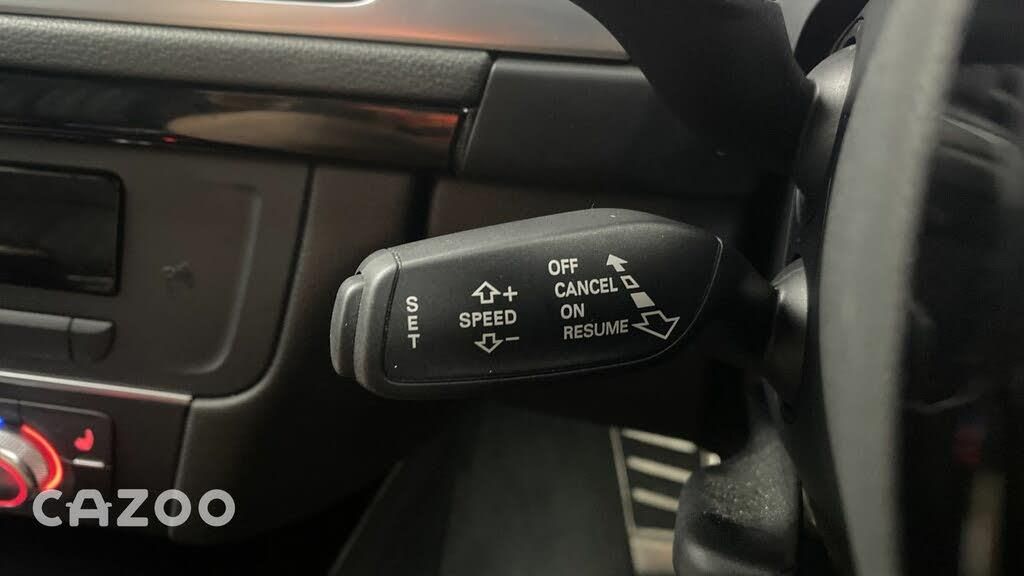 SET
+
SPEED
-
OFF
CANCEL
ON
RESUME
CAZOO